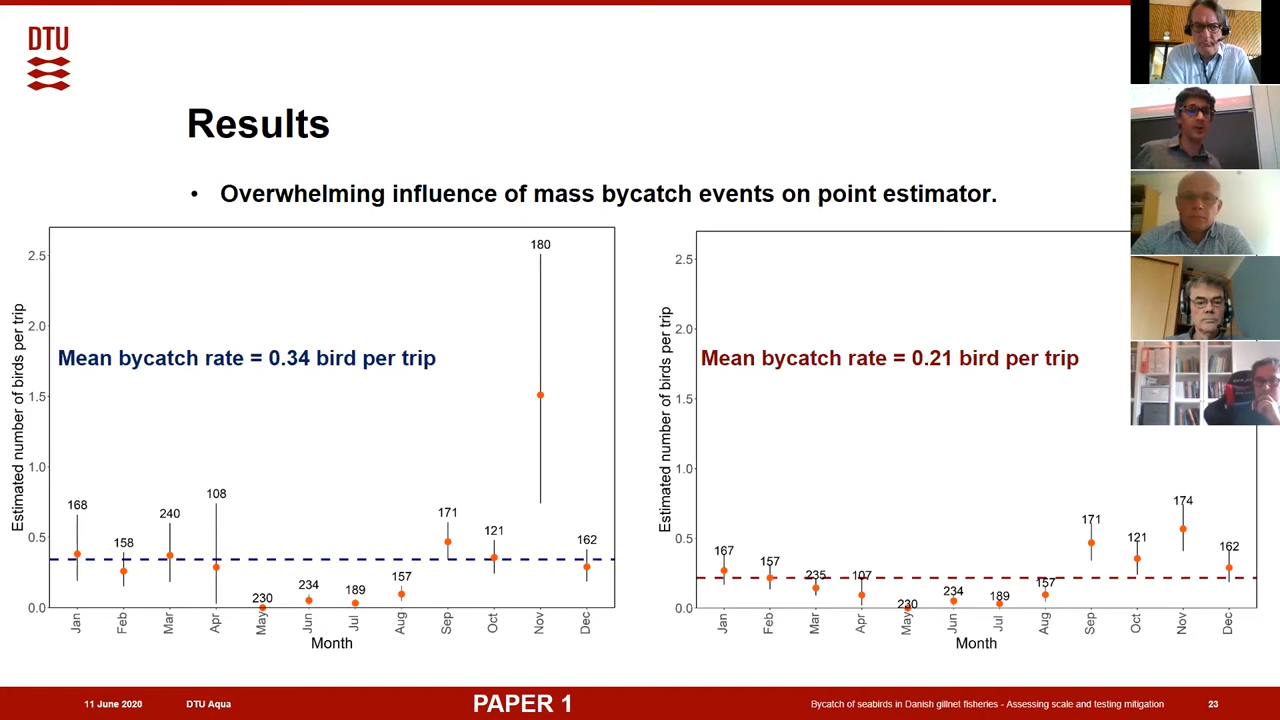 DTU
Results
• Overwhelming influence of mass bycatch events on point estimator.
Estimated number of birds per trip
2.5
2.0
1.5
1.0
0.5
0.0
Mean bycatch rate = 0.34 bird per trip
168
158
240
108
230
234
189
157
171
121
180
162
Jan
Feb
Mar
Apr
May
Jun
Jul
Aug
Sep
Oct
Nov
Dec
Month
Estimated number of birds per trip
2.5
2.0
1.5
1.0
0.5
0.0
Mean bycatch rate = 0.21 bird per trip
167
157
235
107
230
234
189
157
171
121
174
162
Jan
Feb
Mar
Apr
May
Jun
Jul
Aug
Sep
Oct
Nov
Dec
Month
11 June 2020
DTU Aqua
PAPER 1
Bycatch of seabirds in Danish gillnet fisheries - Assessing scale and testing mitigation
23